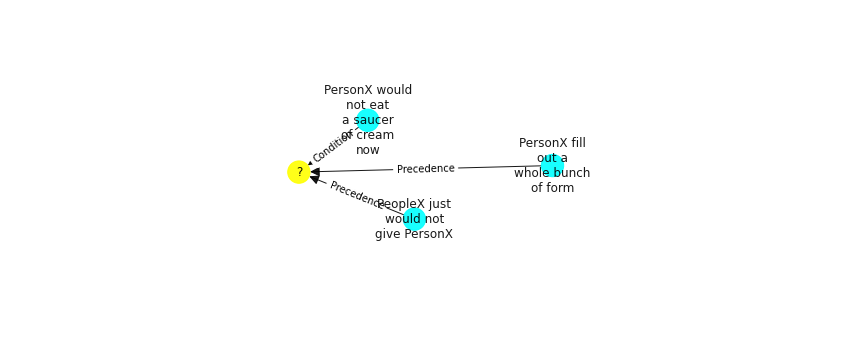 PersonX would
not eat
a saucer
of cream
now
Condition
?
Precedence
PersonX fill
out a
whole bunch
of form
Precedence
PeopleX just
would not
give PersonX